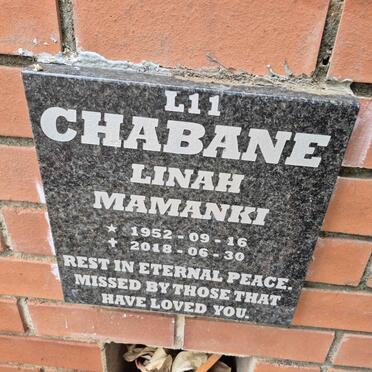 L11
CHABANE
LINAH
MAMANKI
★ 1952 - 09 - 16
✝ 2018 - 06 - 30
REST IN ETERNAL PEACE.
MISSED BY THOSE THAT
HAVE LOVED YOU.